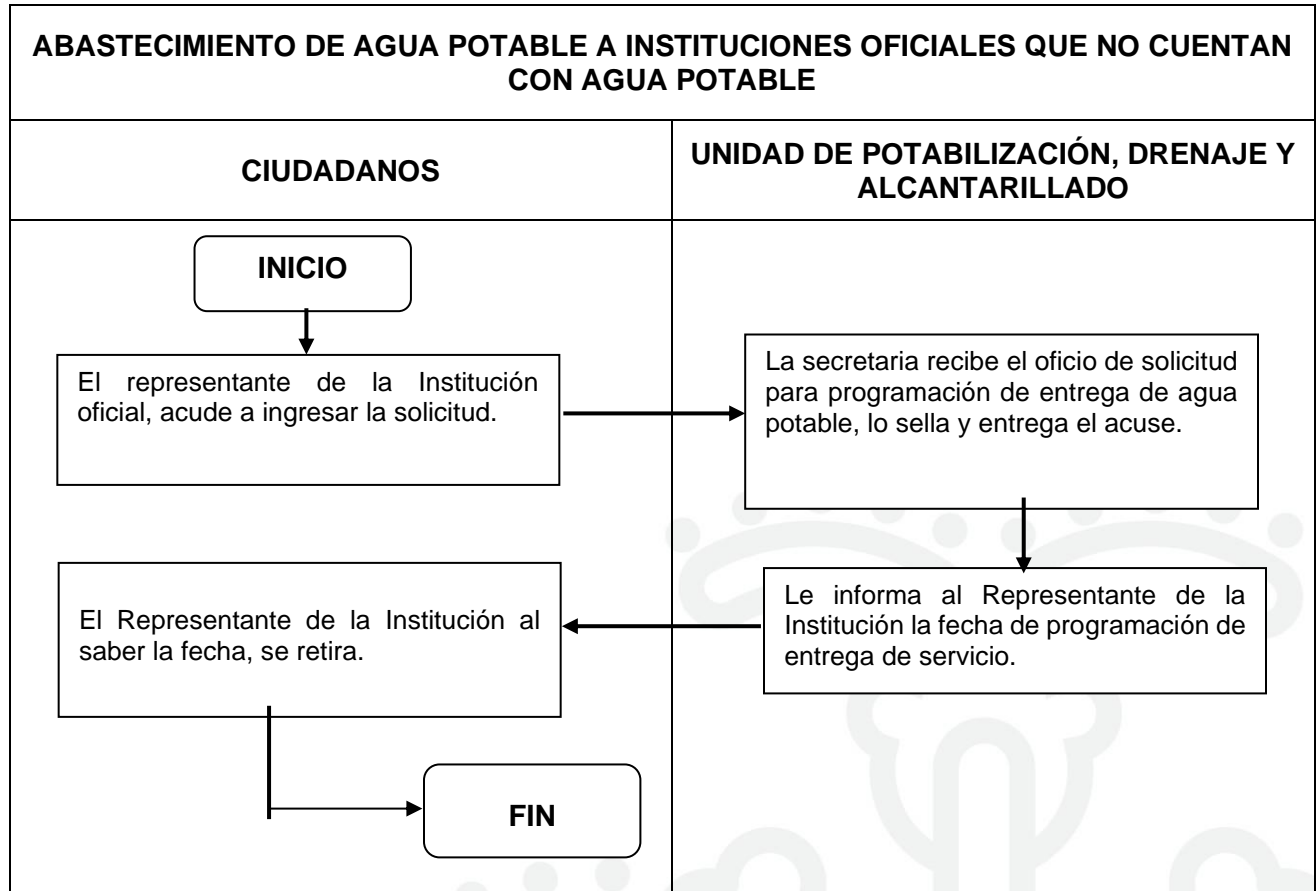 ABASTECIMIENTO DE AGUA POTABLE A INSTITUCIONES OFICIALES QUE NO CUENTAN
CON AGUA POTABLE
CIUDADANOS
UNIDAD DE POTABILIZACIÓN, DRENAJE Y
ALCANTARILLADO
INICIO
El representante de la Institución
oficial, acude a ingresar la solicitud.
La secretaria recibe el oficio de solicitud
para programación de entrega de agua
potable, lo sella y entrega el acuse.
Le informa al Representante de la
Institución la fecha de programación de
entrega de servicio.
El Representante de la Institución al
saber la fecha, se retira.
FIN